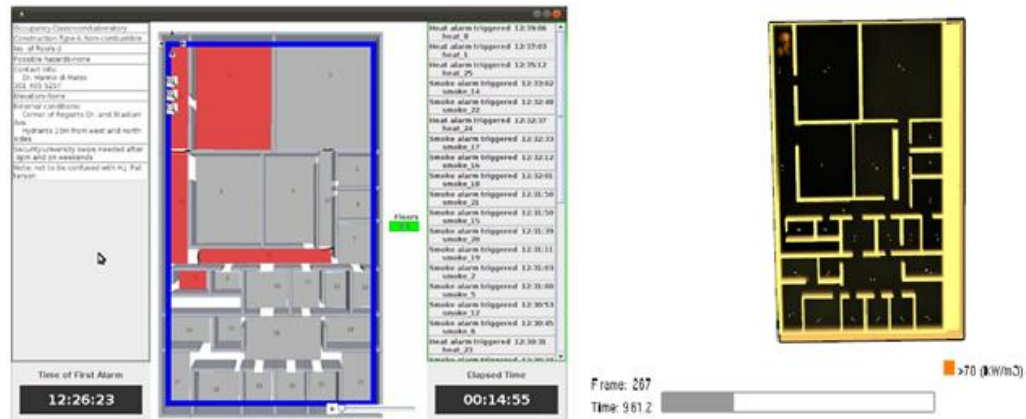 Occupancy-Classroom/laboratory
Construction Type-II, Non-combustible
No. of floors-2
Possible hazards-none
Contact info:
Dr. Marino di Marzo
301 405 5257
Elevators-None
External conditions:
Corner of Regents Dr. and Stadium
Ave.
Hydrants 10M from east and north
sides
Security:university swipe needed after
and on weekends
Note: not to be confused with H.J. Pat
terson
Time of First Alarm
12:26:23
Floors
Heat alarm triggered 12:39:06
heat_8
Heat alarm triggered 12:37:03
heat_1
Heat alarm triggered 12:35:12
heat_25
Smoke alarm triggered 12:33:02
smoke_14
Smoke alarm triggered 12:32:48
smoke_22
Heat alarm triggered 12:32:37
heat_24
Smoke alarm triggered 12:32:33
smoke_17
Smoke alarm triggered 12:32:12
smoke_16
Smoke alarm triggered 12:32:01
smoke_18
Smoke alarm triggered 12:31:50
smoke_21
Smoke alarm triggered 12:31:50
smoke_15
Smoke alarm triggered 12:31:39
smoke_20
Smoke alarm triggered 12:31:11
smoke_19
Smoke alarm triggered 12:31:03
smoke_2
Smoke alarm triggered 12:31:00
smoke_5
Smoke alarm triggered 12:30:53
smoke_12
Smoke alarm triggered 12:30:45
smoke_6
Heat alarm triggered 12:30:31
heat_23
Elapsed Time
00:14:55
>70 (kW/m3)
Frame: 267
Time: 961.2